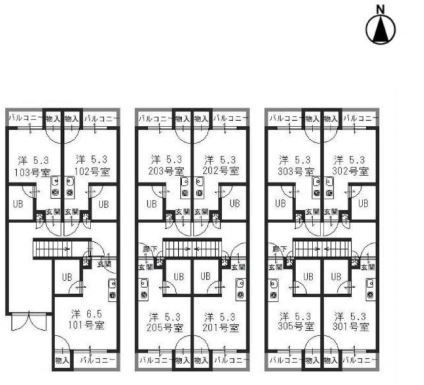 N
バルコニー 物入 物入 バルコニー
洋 5.3
103号室
洋 5.3
102号室
UB
UB
玄関
玄関
玄関
UB
洋 6.5
101号室
物入
バルコニー
バルコニー 物入 物入 バルコニー
洋 5.3
203号室
洋 5.3
202号室
UB
UB
玄関
玄関
廊下
玄関
玄関
UB
UB
洋 5.3
205号室
洋 5.3
201号室
バルコニー 物入 物入 バルコニー
バルコニー 物入 物入 バルコニー
洋 5.3
303号室
洋 5.3
302号室
UB
UB
玄関
玄関
廊下
玄関
玄関
UB
UB
洋 5.3
305号室
洋 5.3
301号室
バルコニー 物入 物入 バルコニー